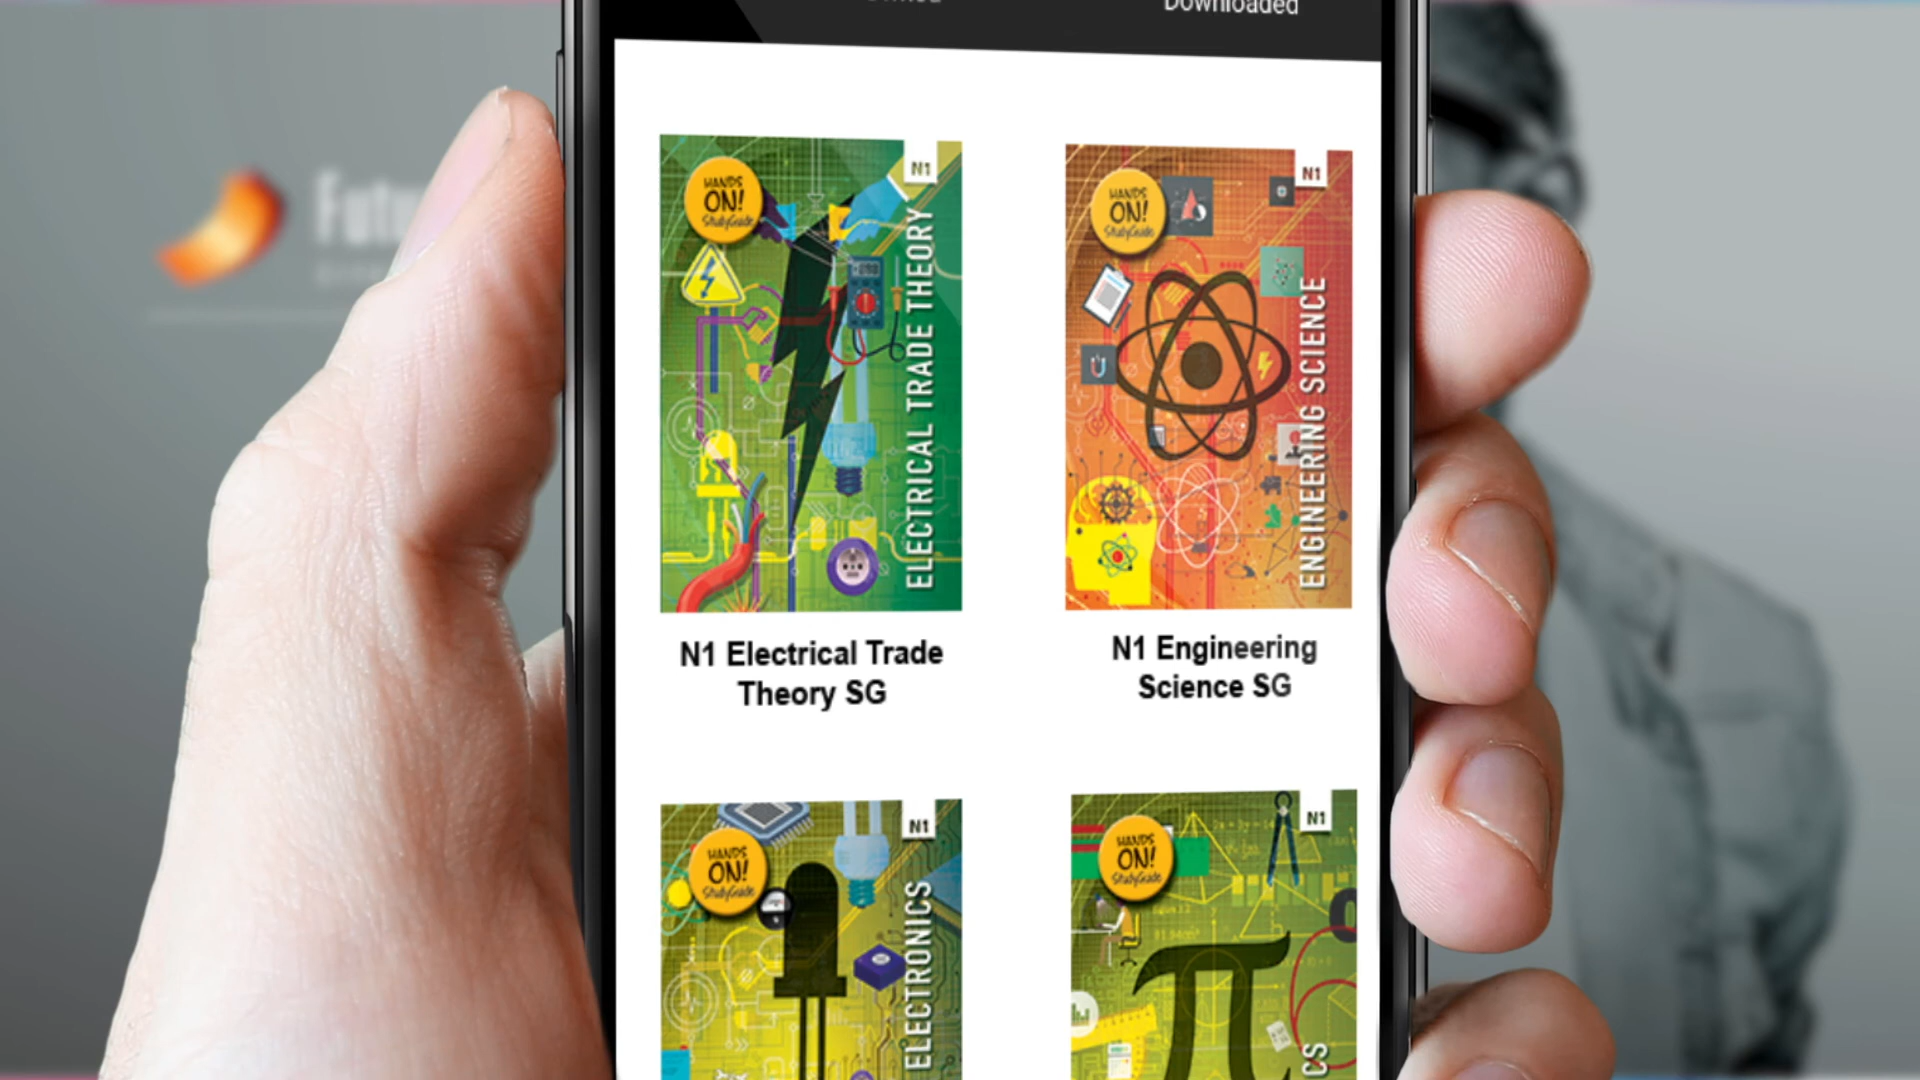 Downloaded
N1
HANDS
ON!
StudyGuide
ELECTRICAL TRADE THEORY
N1 Electrical Trade
Theory SG
N1
HANDS
ON!
StudyGuide
ENGINEERING SCIENCE
N1 Engineering
Science SG
N1
HANDS
ON!
StudyGuide
ELECTRONICS
N1
HANDS
ON!
StudyGuide
CS